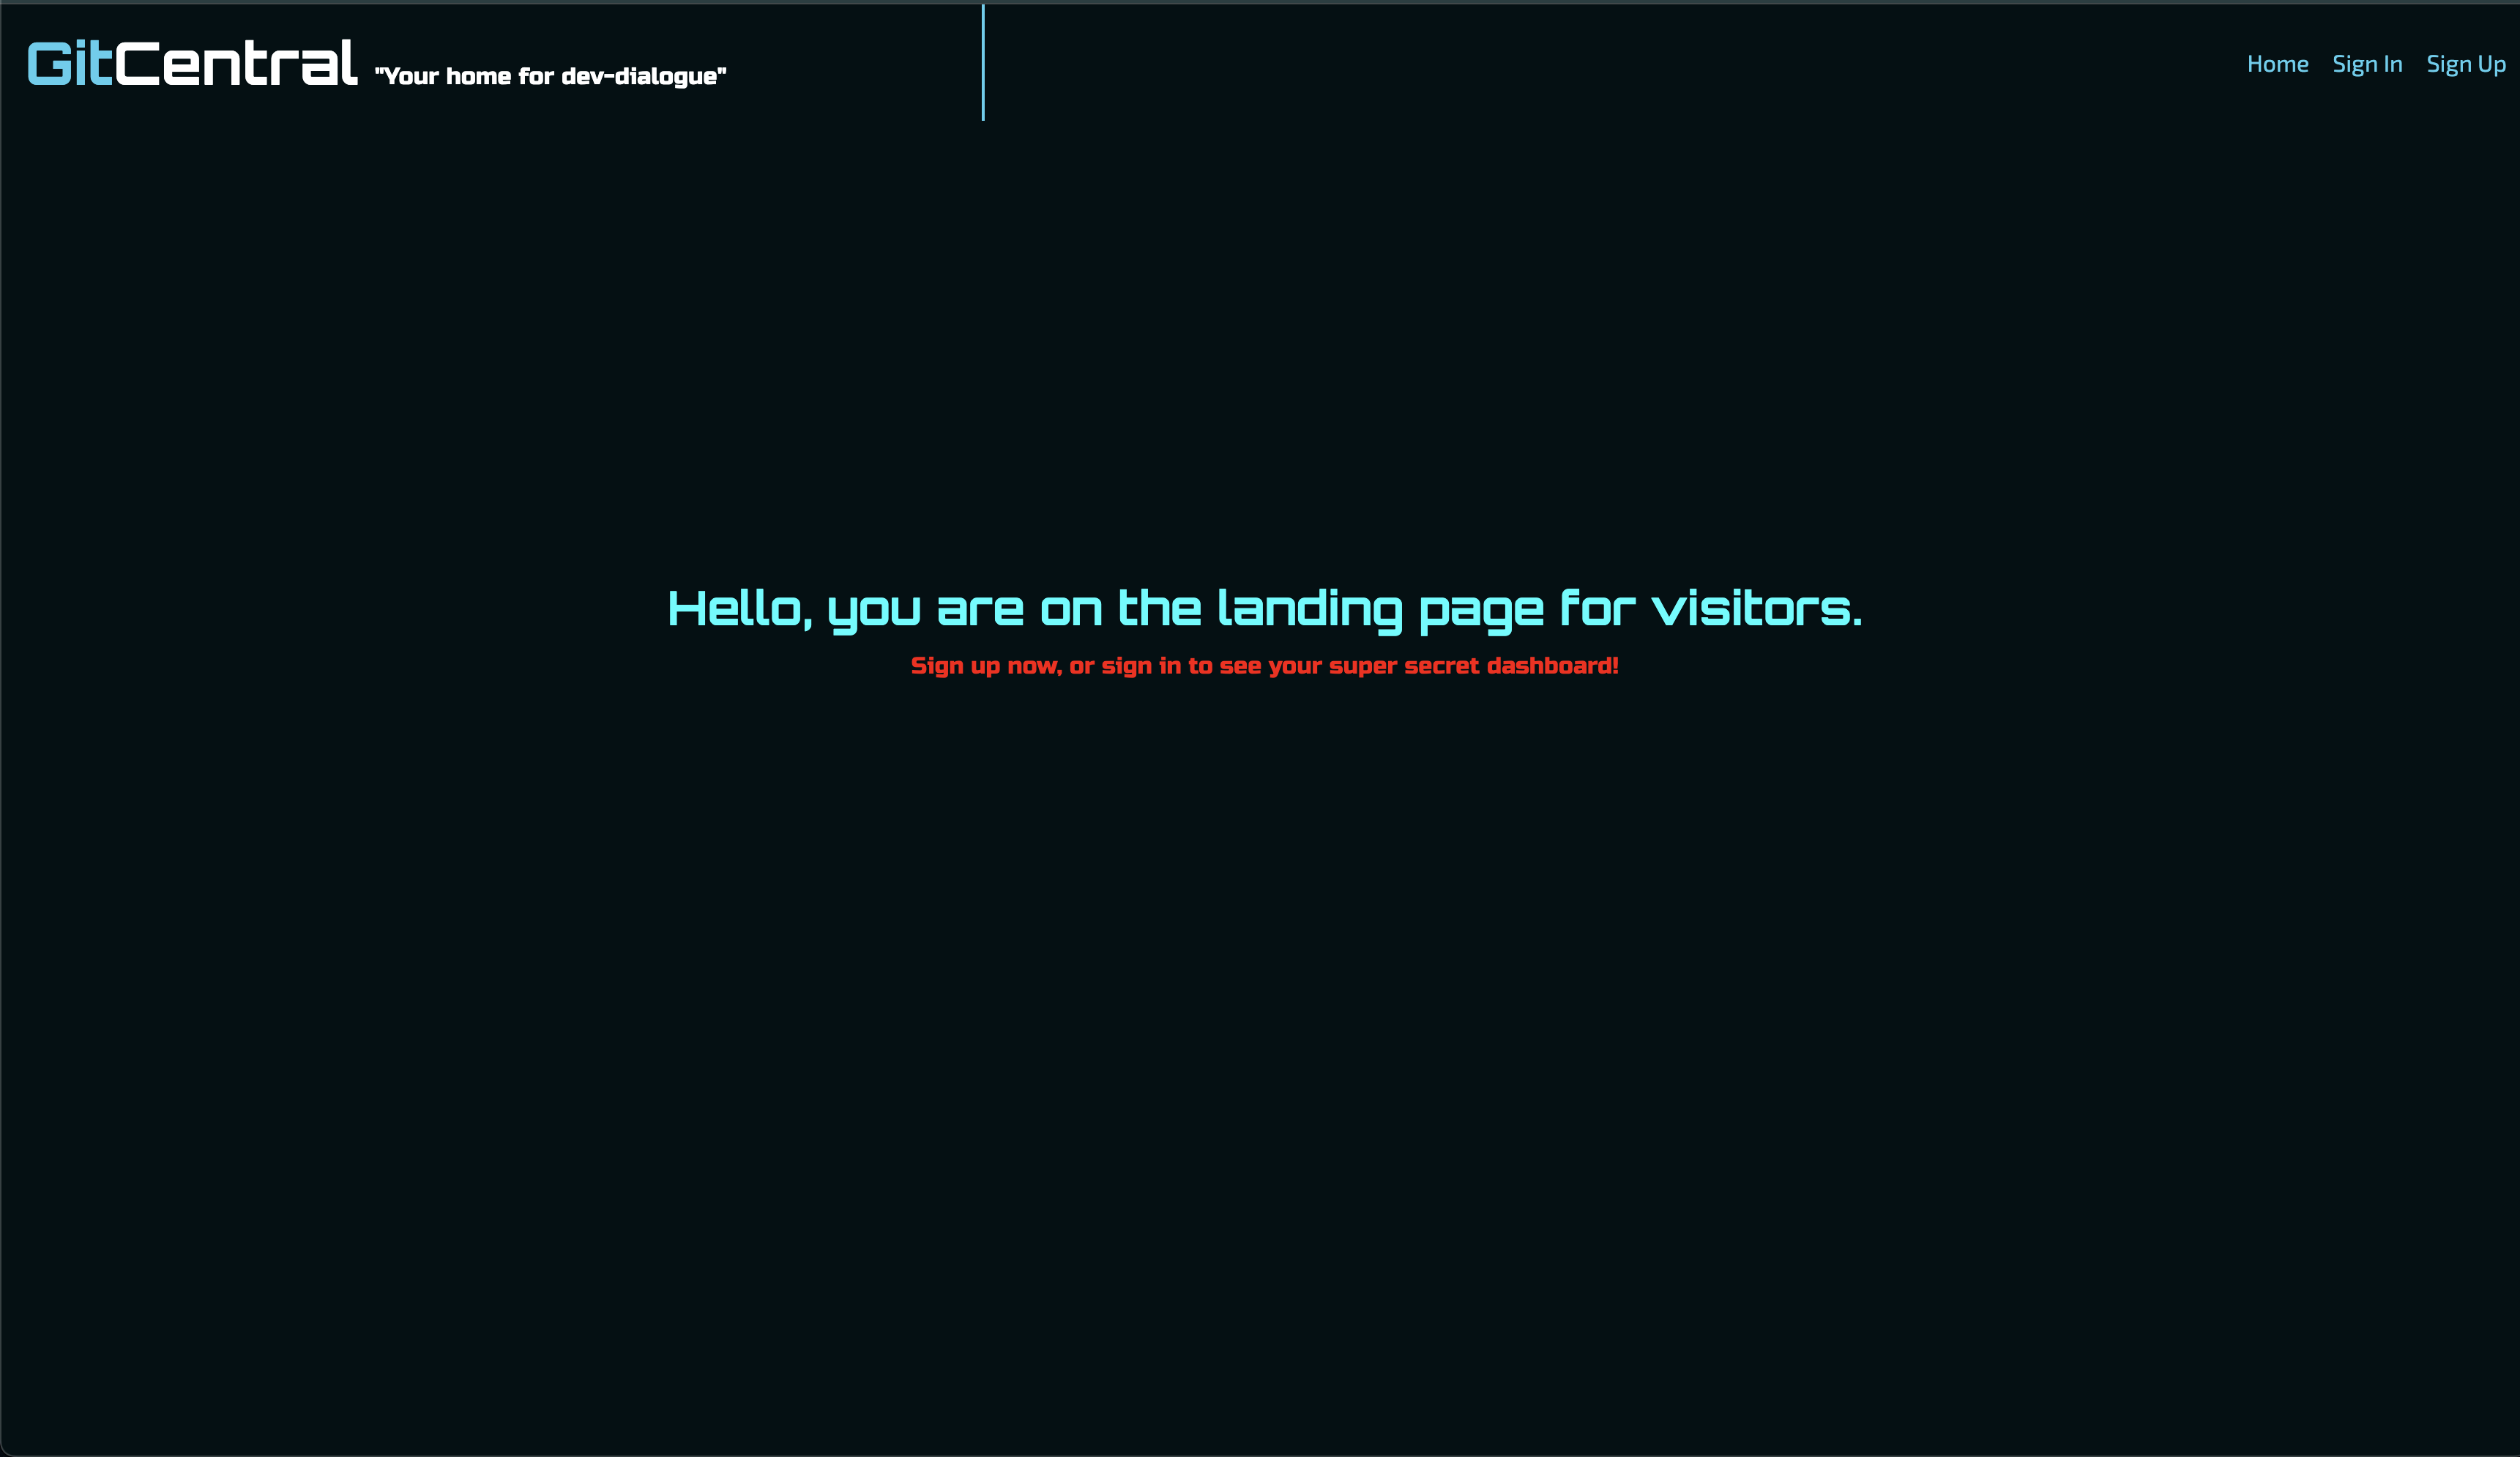 GitCentral "Your home for dev-dialogue"
Home Sign In Sign Up
Hello, you are on the landing page for visitors.
Sign up now, or sign in to see your super secret dashboard!